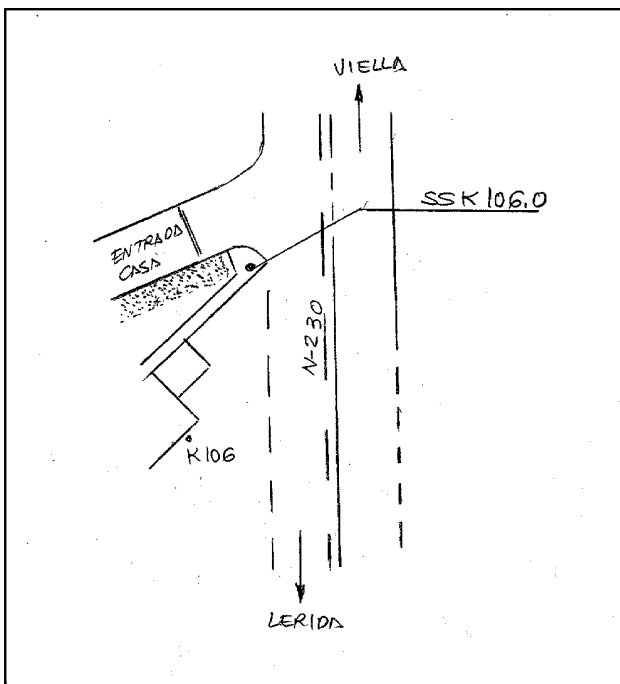 VIELLA
SSK 106.0
ENTRADA
CASA
N-230
K106
LERIDA